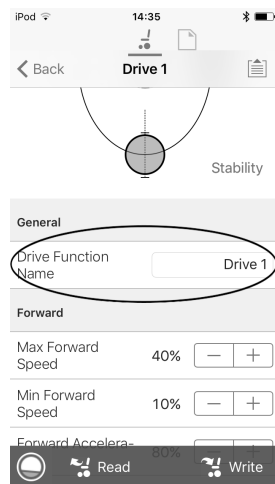 iPod 14:35
Back Drive 1
Stability
General
Drive Function
Name
Drive 1
Forward
Max Forward
Speed
40% − +
Min Forward
Speed
10% − +
Forward Accelera-
80% − +
Read Write